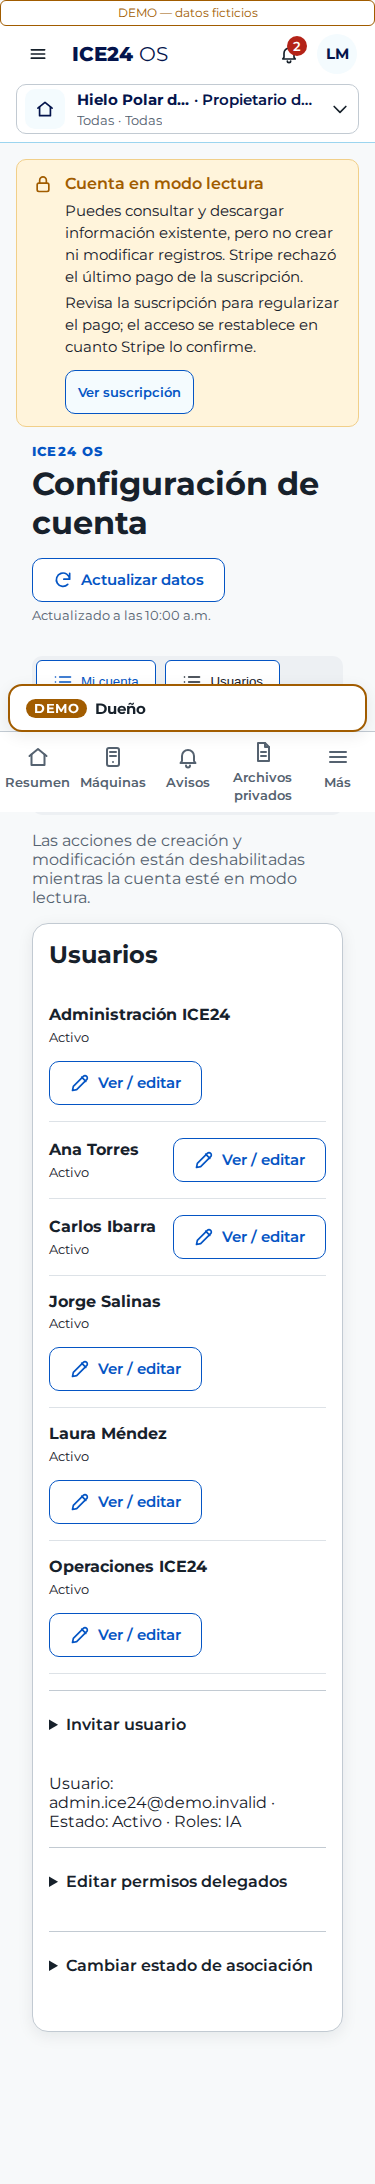 DEMO — datos ficticios
ICE24 OS
2
LM
Hielo Polar d... · Propietario d...
Todas · Todas
Cuenta en modo lectura
Puedes consultar y descargar
información existente, pero no crear
ni modificar registros. Stripe rechazó
el último pago de la suscripción.
Revisa la suscripción para regularizar
el pago; el acceso se restablece en
cuanto Stripe lo confirme.
Ver suscripción
ICE24 OS
Configuración de
cuenta
Actualizar datos
Actualizado a las 10:00 a.m.
Mi cuenta
Usuarios
DEMO Dueño
Resumen
Máquinas
Avisos
Archivos
privados
Más
Las acciones de creación y
modificación están deshabilitadas
mientras la cuenta esté en modo
lectura.
Usuarios
Administración ICE24
Activo
Ver / editar
Ana Torres
Activo
Ver / editar
Carlos Ibarra
Activo
Ver / editar
Jorge Salinas
Activo
Ver / editar
Laura Méndez
Activo
Ver / editar
Operaciones ICE24
Activo
Ver / editar
Invitar usuario
Usuario:
admin.ice24@demo.invalid ·
Estado: Activo · Roles: IA
Editar permisos delegados
Cambiar estado de asociación